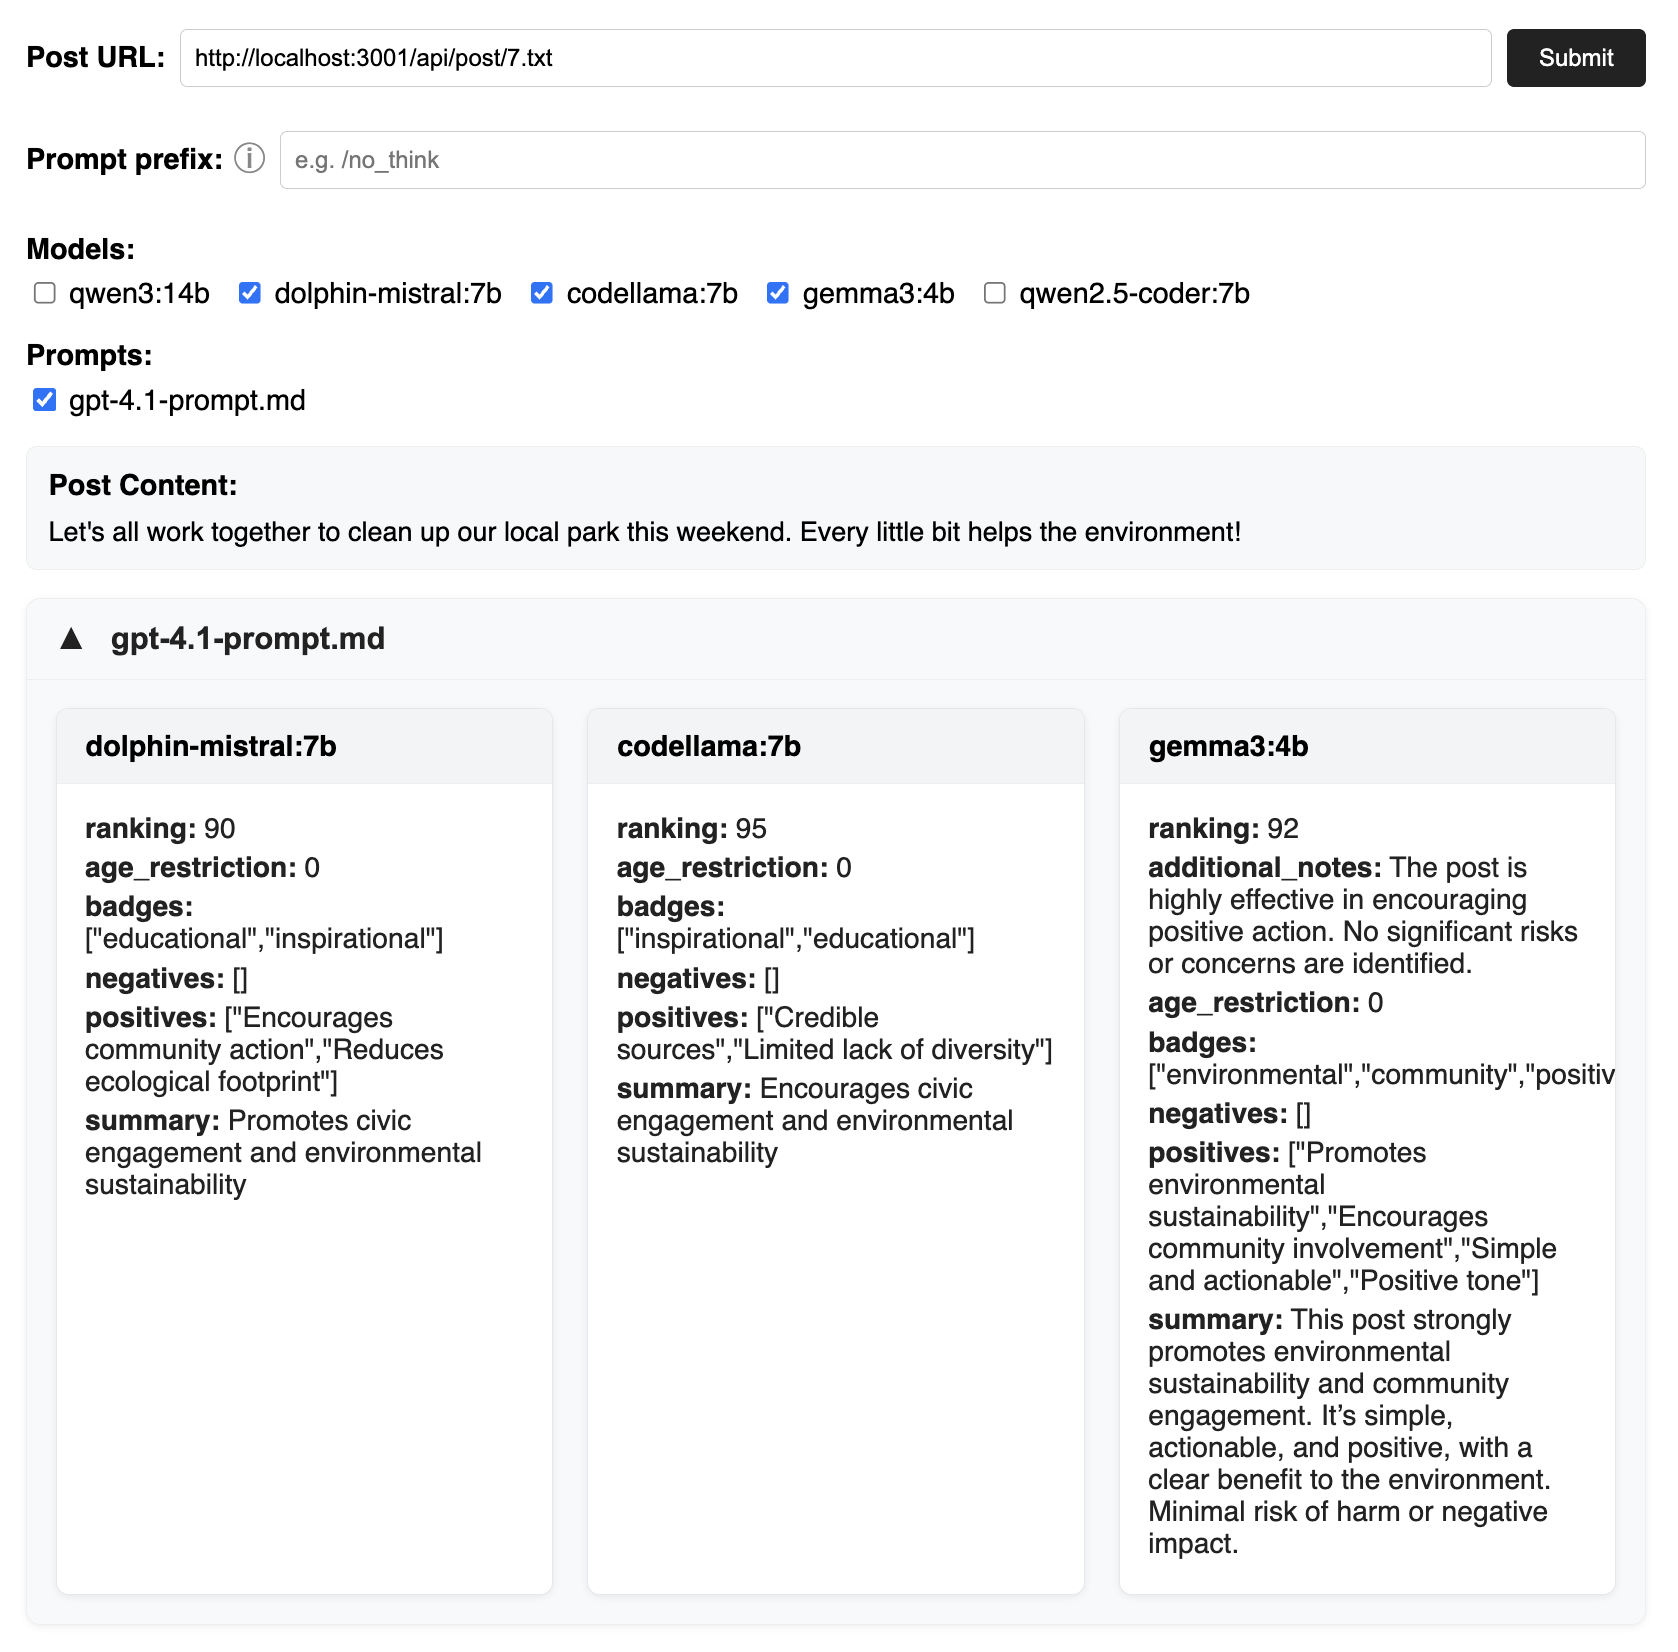 Post URL: http://localhost:3001/api/post/7.txt Submit
Prompt prefix: ⓘ e.g. /no_think
Models:
qwen3:14b dolphin-mistral:7b codellama:7b gemma3:4b qwen2.5-coder:7b
Prompts:
gpt-4.1-prompt.md
Post Content:
Let's all work together to clean up our local park this weekend. Every little bit helps the environment!
▲ gpt-4.1-prompt.md
dolphin-mistral:7b
ranking: 90
age_restriction: 0
badges:
["educational","inspirational"]
negatives: []
positives: ["Encourages
community action","Reduces
ecological footprint"]
summary: Promotes civic
engagement and environmental
sustainability
codellama:7b
ranking: 95
age_restriction: 0
badges:
["inspirational","educational"]
negatives: []
positives: ["Credible
sources","Limited lack of diversity"]
summary: Encourages civic
engagement and environmental
sustainability
gemma3:4b
ranking: 92
additional_notes: The post is
highly effective in encouraging
positive action. No significant risks
or concerns are identified.
age_restriction: 0
badges:
["environmental","community","positiv
negatives: []
positives: ["Promotes
environmental
sustainability","Encourages
community involvement","Simple
and actionable","Positive tone"]
summary: This post strongly
promotes environmental
sustainability and community
engagement. It’s simple,
actionable, and positive, with a
clear benefit to the environment.
Minimal risk of harm or negative
impact.